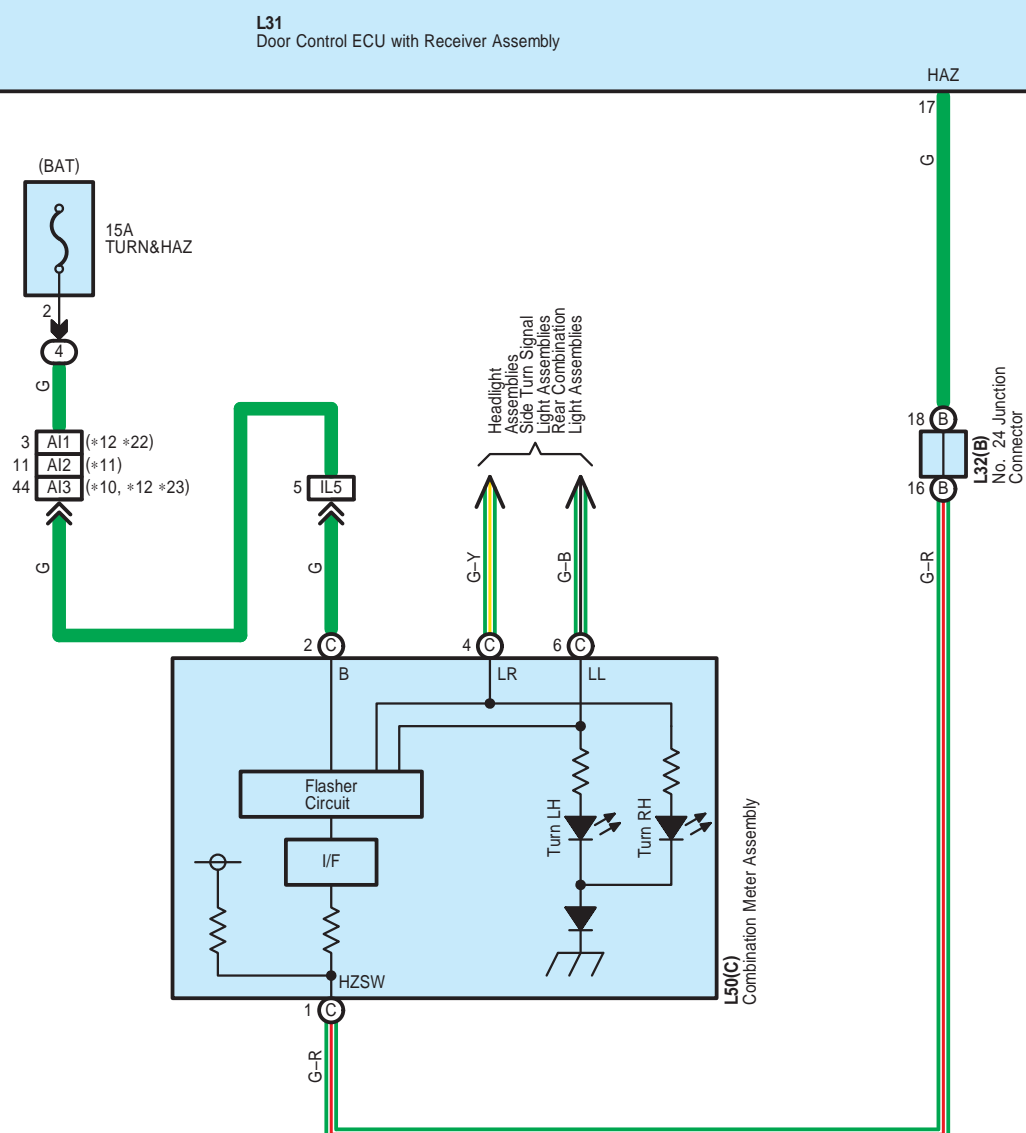 L31
Door Control ECU with Receiver Assembly
HAZ
17
G
(BAT)
15A
TURN&HAZ
2
4
G
3 AI1 (*12 *22)
11 AI2 (*11)
44 AI3 (*10, *12 *23)
G
5 IL5
G
Headlight
Assemblies
Side Turn Signal
Light Assemblies
Rear Combination
Light Assemblies
G–Y
G–B
18 B
16 B
L32(B)
No. 24 Junction
Connector
G–R
2 C
4 C
6 C
B
LR
LL
Flasher
Circuit
I/F
Turn LH
Turn RH
HZSW
L50(C)
Combination Meter Assembly
1 C
G–R